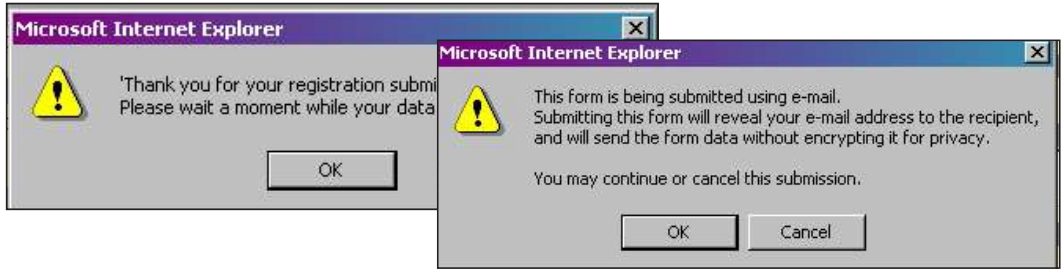 Microsoft Internet Explorer
'Thank you for your registration
Please wait a moment while your data
OK
Microsoft Internet Explorer
This form is being submitted using e-mail.
Submitting this form will reveal your e-mail address to the recipient,
and will send the form data without encrypting it for privacy.
You may continue or cancel this submission.
OK
Cancel